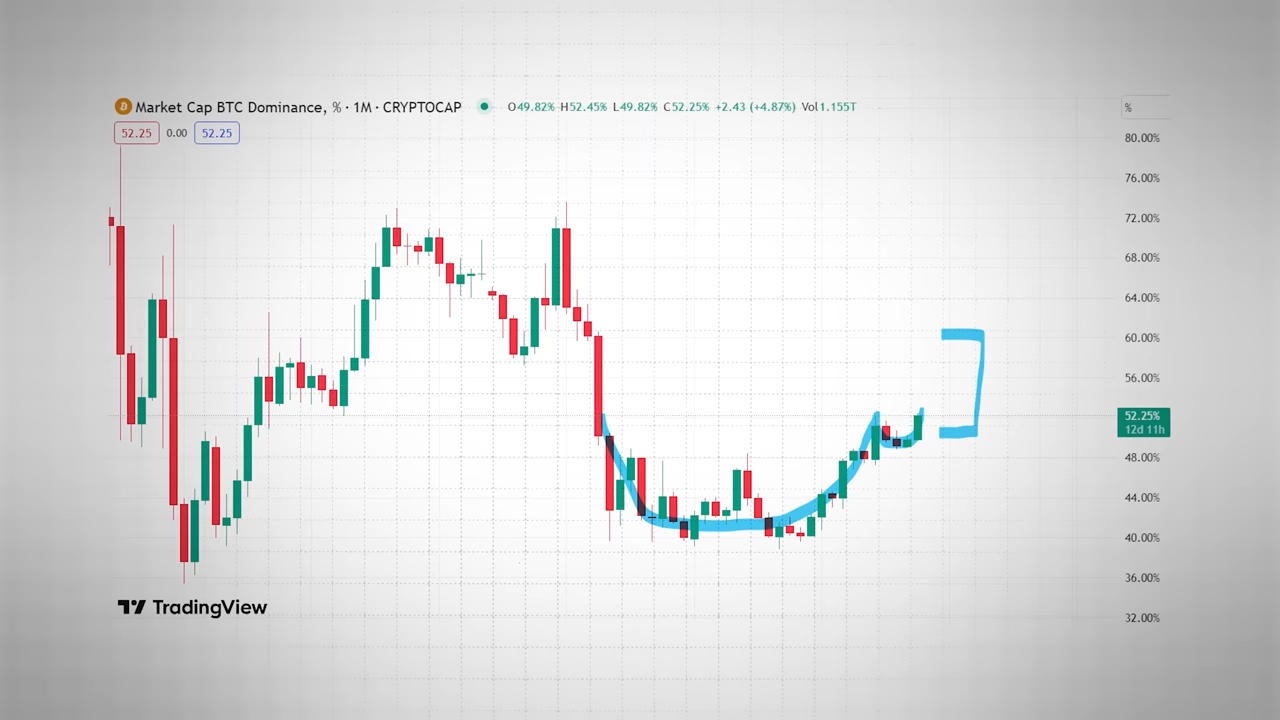 Market Cap BTC Dominance, % · 1M · CRYPTOCAP
O49.82% H52.45% L49.82% C52.25% +2.43 (+4.87%) Vol1.155T
%
52.25 0.00 52.25
80.00%
76.00%
72.00%
68.00%
64.00%
60.00%
56.00%
52.25%
12d 11h
48.00%
44.00%
40.00%
36.00%
32.00%
TradingView